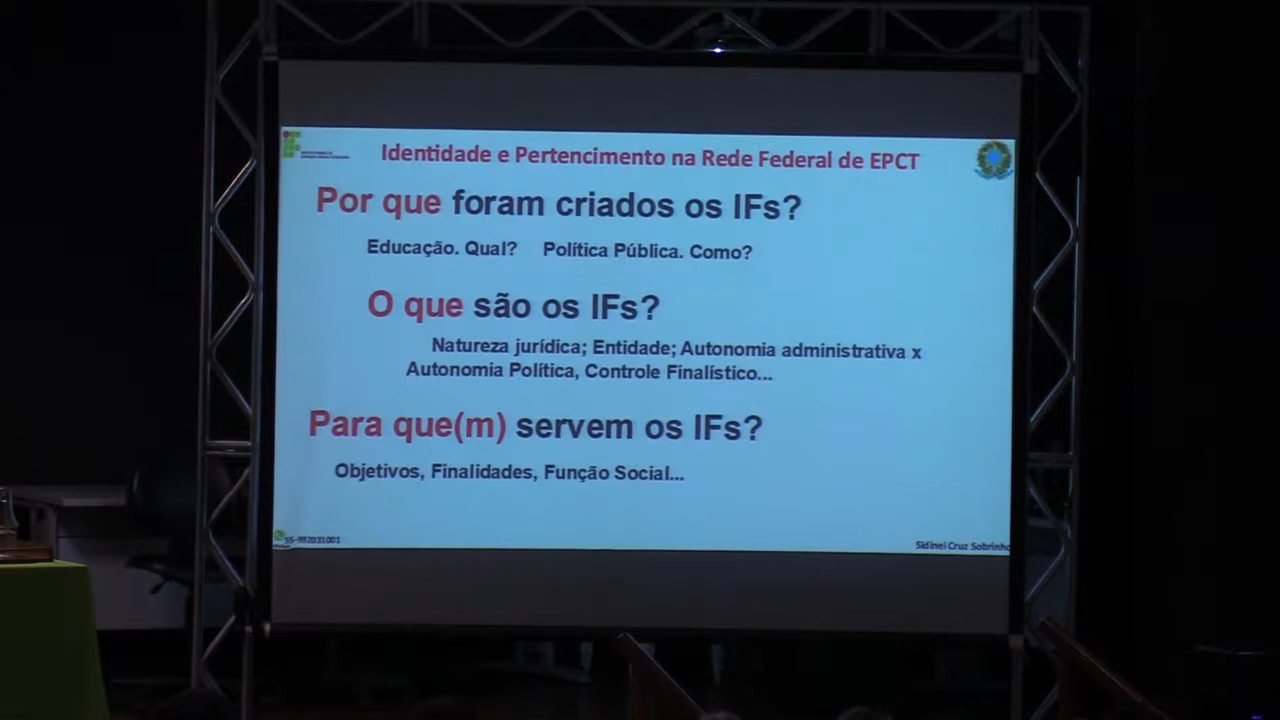 Identidade e Pertencimento na Rede Federal de EPCT
Por que foram criados os IFs?
Educação. Qual? Política Pública. Como?
O que são os IFs?
Natureza jurídica; Entidade; Autonomia administrativa x
Autonomia Política, Controle Finalístico...
Para que(m) servem os IFs?
Objetivos, Finalidades, Função Social...
55-992031001
Sidinei Cruz Sobrinho